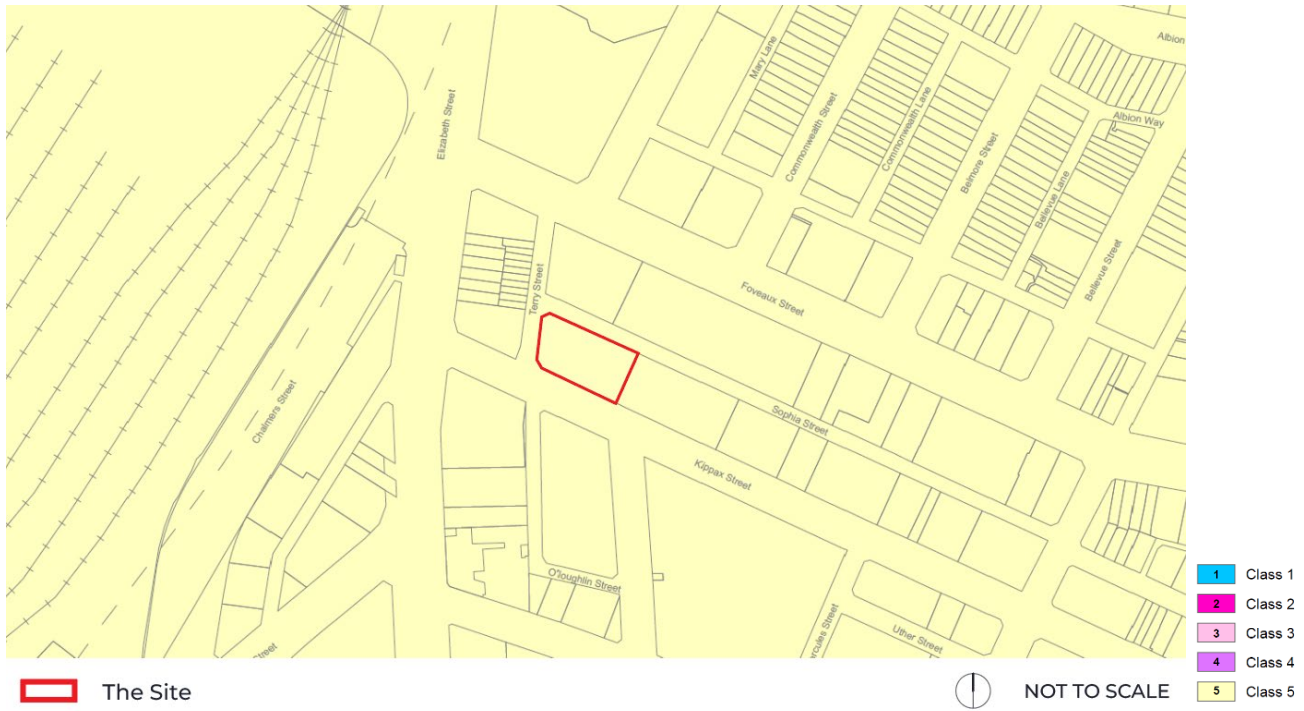 Albion
Mary Lane
Commonwealth Street
Commonwealth Lane
Albion Way
Elizabeth Street
Belmore Street
Bellevue Lane
Bellevue Street
Terry Street
Foveaux Street
Chalmers Street
Sophia Street
Kippax Street
O'loughlin Street
ercules Street
Uther Street
Street
1 Class 1
2 Class 2
3 Class 3
4 Class 4
5 Class 5
The Site
NOT TO SCALE